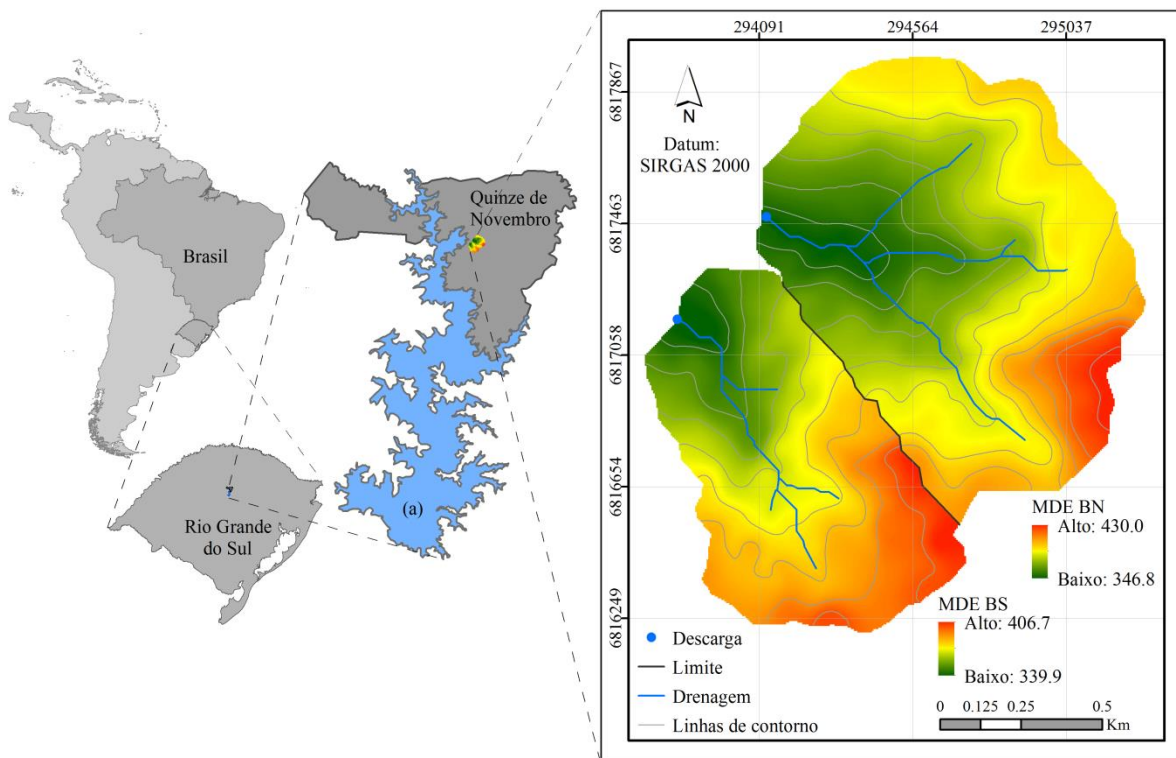 Brasil
Rio Grande
do Sul
Quinze de
Novembro
(a)
294091
294564
295037
6817867
6817463
6817058
6816654
6816249
N
Datum:
SIRGAS 2000
MDE BN
Alto: 430.0
Baixo: 346.8
MDE BS
Alto: 406.7
Baixo: 339.9
Descarga
Limite
Drenagem
Linhas de contorno
0 0.125 0.25 0.5
Km